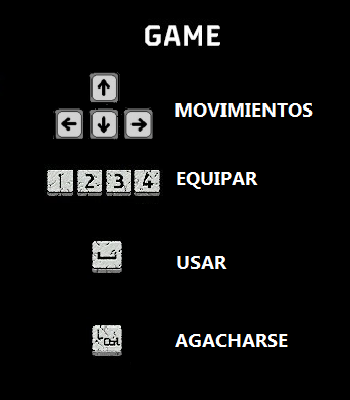 GAME
MOVIMIENTOS
1 2 3 4 EQUIPAR
USAR
AGACHARSE